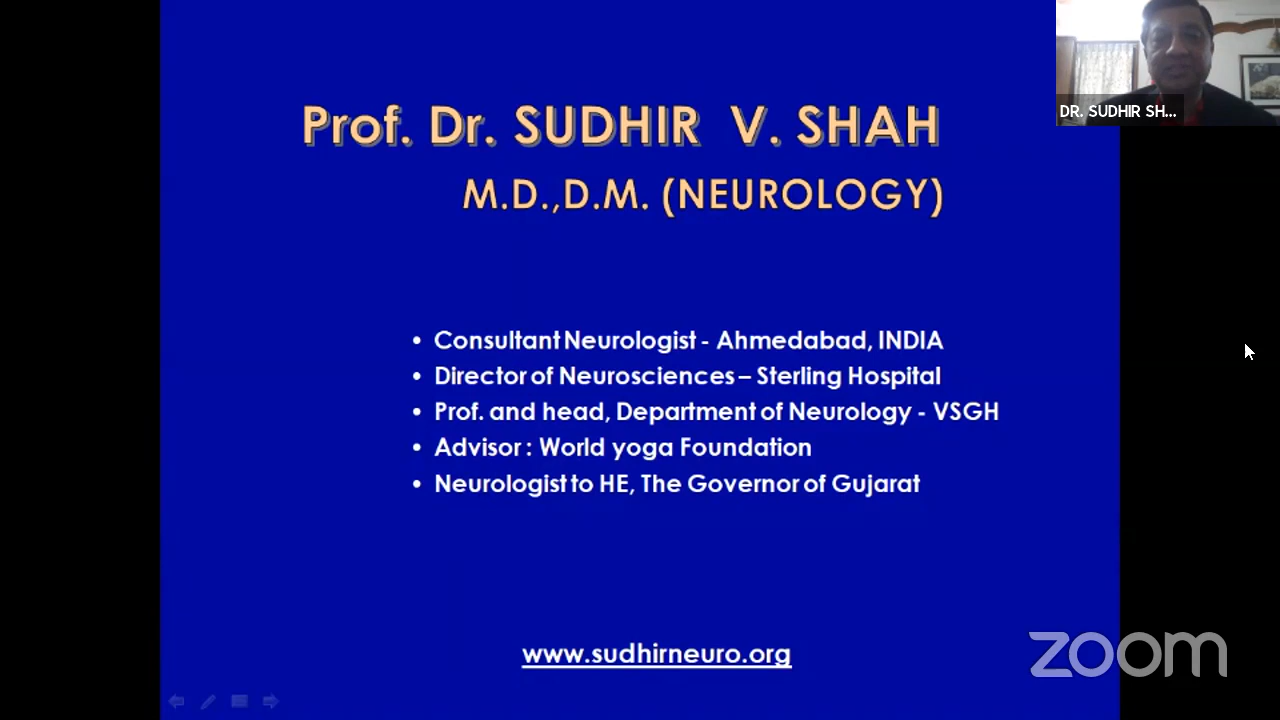 DR. SUDHIR SH...
Prof. Dr. SUDHIR V. SHAH
M.D.,D.M. (NEUROLOGY)
• Consultant Neurologist - Ahmedabad, INDIA
• Director of Neurosciences – Sterling Hospital
• Prof. and head, Department of Neurology - VSGH
• Advisor : World yoga Foundation
• Neurologist to HE, The Governor of Gujarat
www.sudhirneuro.org
zoom